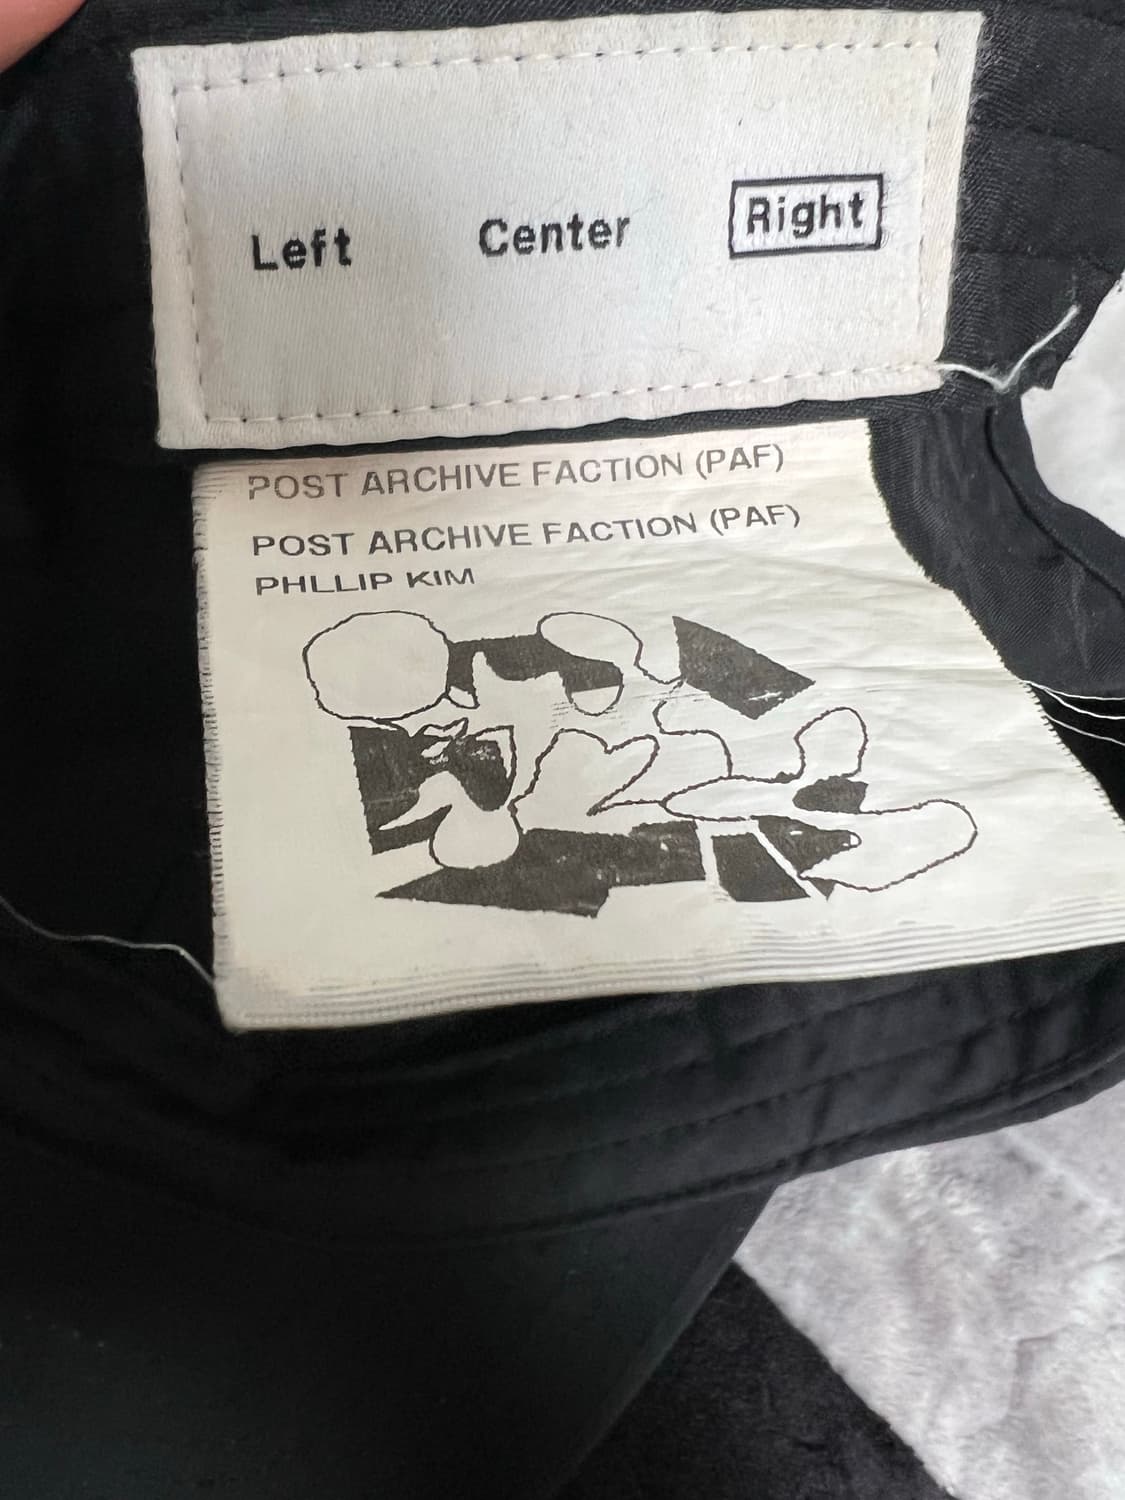 Left Center Right
POST ARCHIVE FACTION (PAF)
POST ARCHIVE FACTION (PAF)
PHLLIP KIM